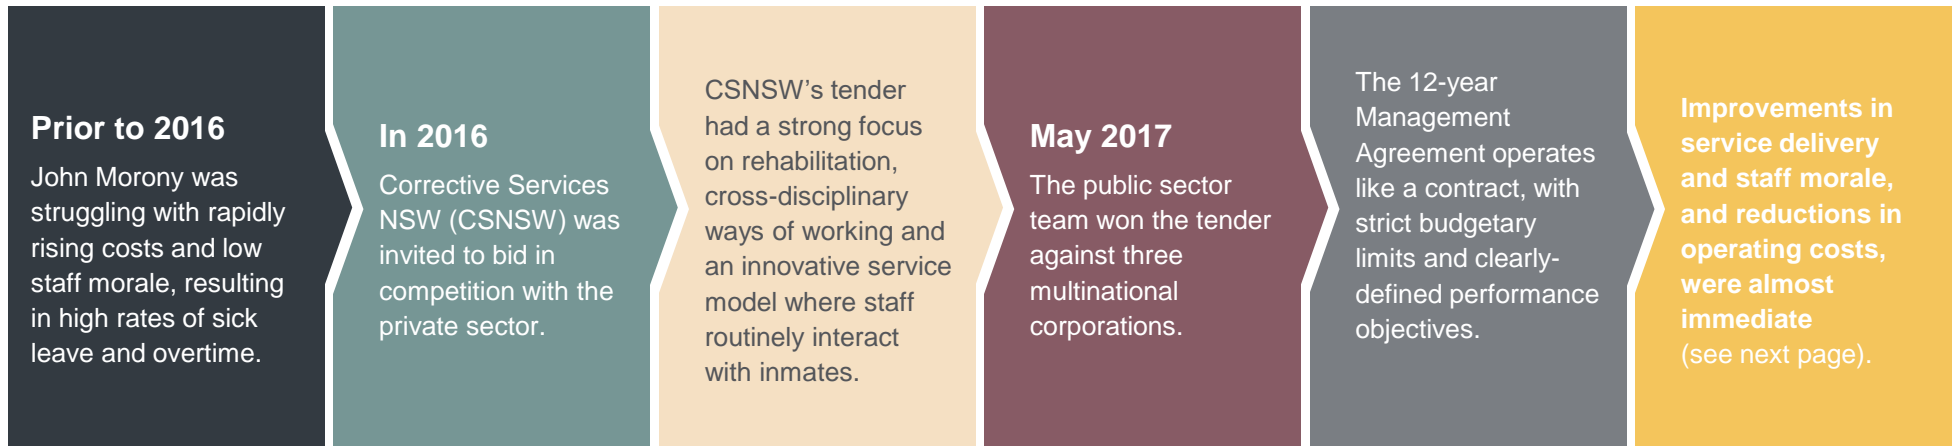 Prior to 2016
John Morony was
struggling with rapidly
rising costs and low
staff morale, resulting
in high rates of sick
leave and overtime.
In 2016
Corrective Services
NSW (CSNSW) was
invited to bid in
competition with the
private sector.
CSNSW’s tender
had a strong focus
on rehabilitation,
cross-disciplinary
ways of working and
an innovative service
model where staff
routinely interact
with inmates.
May 2017
The public sector
team won the tender
against three
multinational
corporations.
The 12-year
Management
Agreement operates
like a contract, with
strict budgetary
limits and clearly-
defined performance
objectives.
Improvements in
service delivery
and staff morale,
and reductions in
operating costs,
were almost
immediate
(see next page).